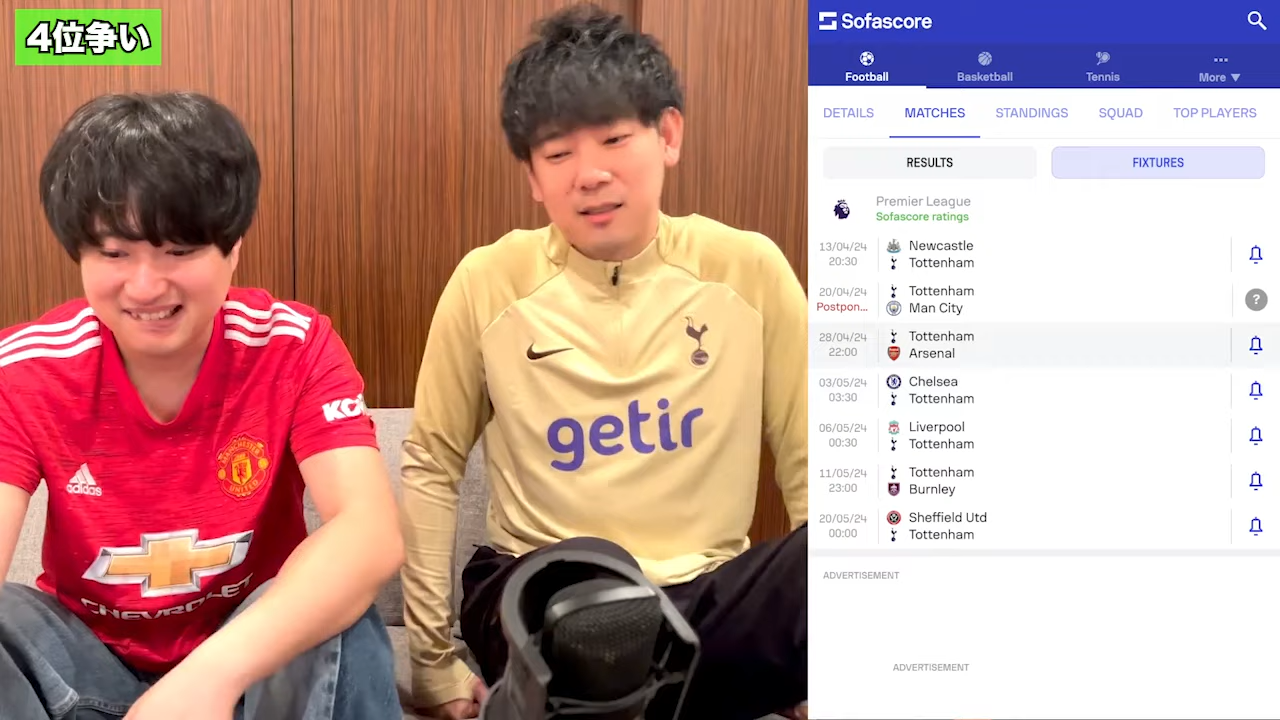 4位争い
Sofascore
Football
Basketball
Tennis
More ▼
DETAILS
MATCHES
STANDINGS
SQUAD
TOP PLAYERS
RESULTS
FIXTURES
Premier League
Sofascore ratings
13/04/24
20:30
Newcastle
Tottenham
20/04/24
Postpon...
Tottenham
Man City
?
28/04/24
22:00
Tottenham
Arsenal
03/05/24
03:30
Chelsea
Tottenham
06/05/24
00:30
Liverpool
Tottenham
11/05/24
23:00
Tottenham
Burnley
20/05/24
00:00
Sheffield Utd
Tottenham
ADVERTISEMENT
ADVERTISEMENT
adidas
MANCHESTER
UNITED
CHEVROLET
getir